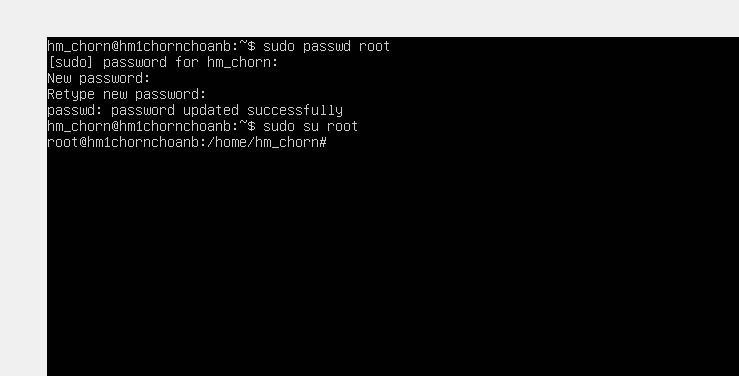 hm_chorn@hm1chornchoanb:~$ sudo passwd root
[sudo] password for hm_chorn:
New password:
Retype new password:
passwd: password updated successfully
hm_chorn@hm1chornchoanb:~$ sudo su root
root@hm1chornchoanb:/home/hm_chorn#